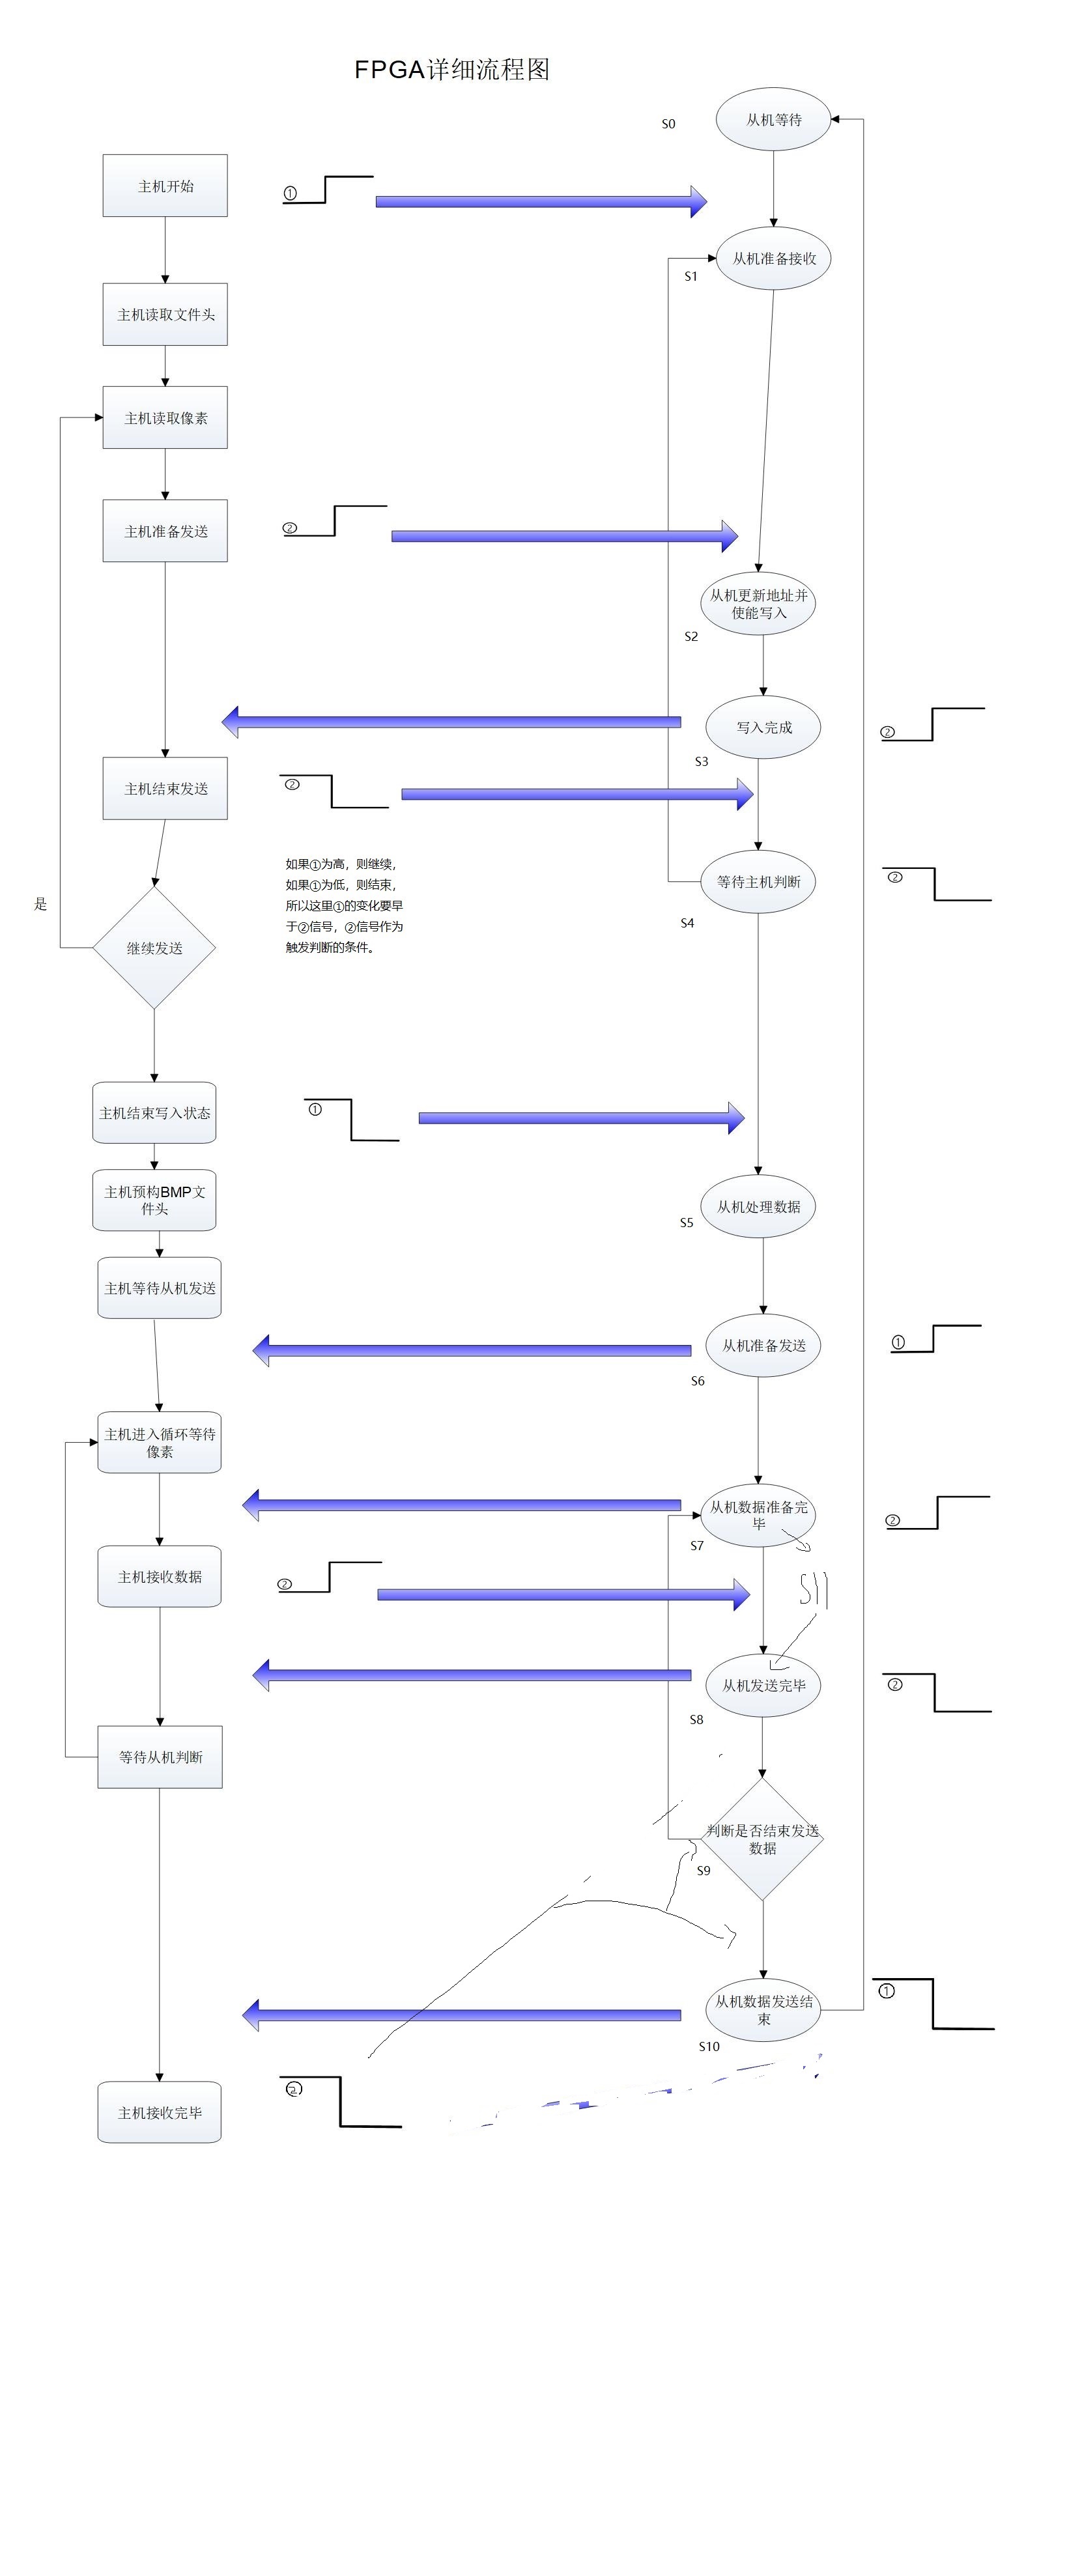 FPGA详细流程图
S0
从机等待
主机开始
①
从机准备接收
S1
主机读取文件头
主机读取像素
主机准备发送
②
从机更新地址并
使能写入
S2
写入完成
②
S3
主机结束发送
②
如果①为高，则继续，
如果①为低，则结束，
所以这里①的变化要早
于②信号，②信号作为
触发判断的条件。
等待主机判断
②
S4
是
继续发送
主机结束写入状态
①
主机预构BMP文
件头
从机处理数据
S5
主机等待从机发送
从机准备发送
①
S6
主机进入循环等待
像素
从机数据准备完
毕
②
S7
主机接收数据
②
S11
从机发送完毕
②
S8
等待从机判断
判断是否结束发送
数据
S9
从机数据发送结
束
①
S10
主机接收完毕
②